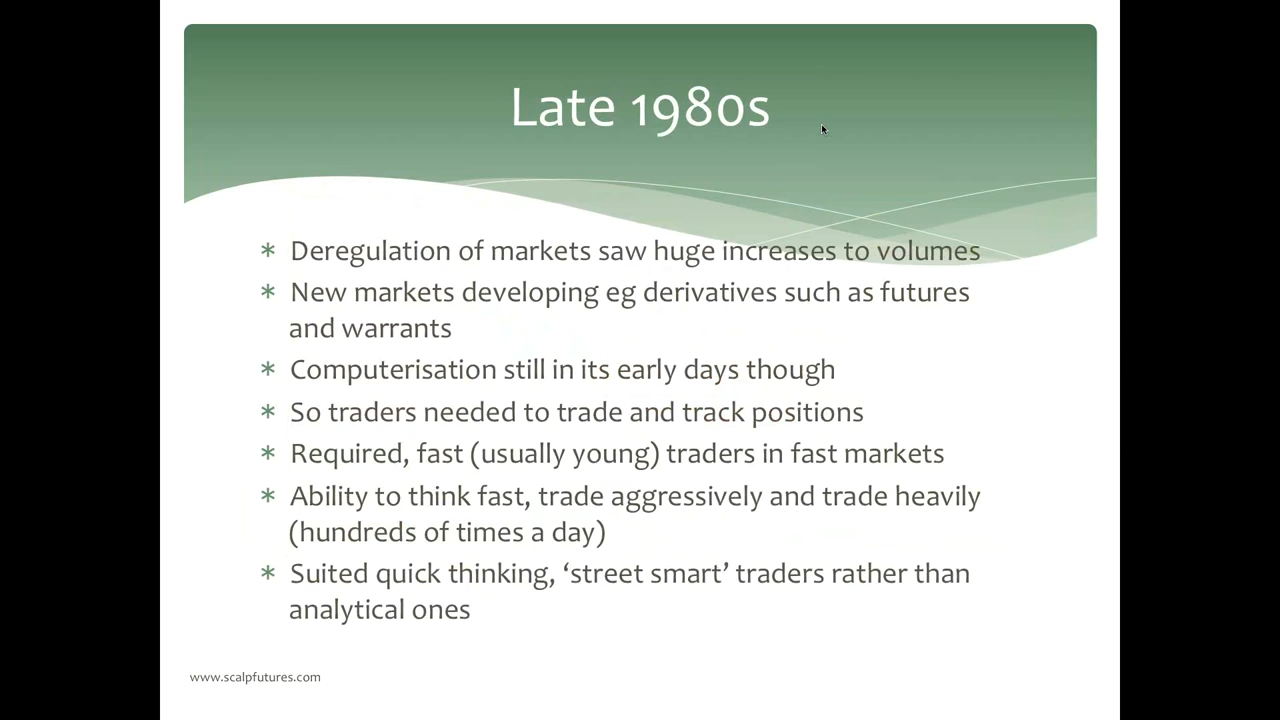 Late 1980s
* Deregulation of markets saw huge increases to volumes
* New markets developing eg derivatives such as futures
and warrants
* Computerisation still in its early days though
* So traders needed to trade and track positions
* Required, fast (usually young) traders in fast markets
* Ability to think fast, trade aggressively and trade heavily
(hundreds of times a day)
* Suited quick thinking, ‘street smart’ traders rather than
analytical ones
www.scalpfutures.com